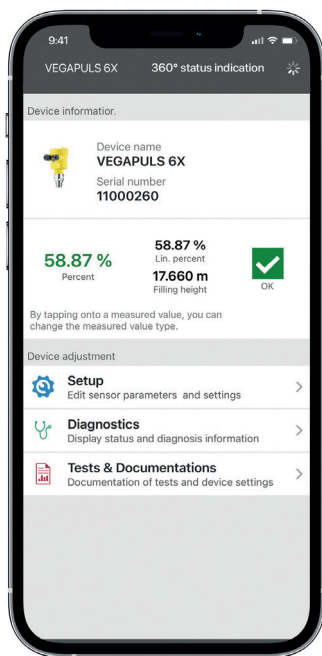 9:41
VEGAPULS 6X 360° status indication
Device informatior.
Device name
VEGAPULS 6X
Serial number
11000260
58.87 %
Percent
58.87 %
Lin. percent
17.660 m
Filling height
OK
By tapping onto a measured value, you can
change the measured value type.
Device adjustment
Setup
Edit sensor parameters and settings
Diagnostics
Display status and diagnosis information
Tests & Documentations
Documentation of tests and device settings